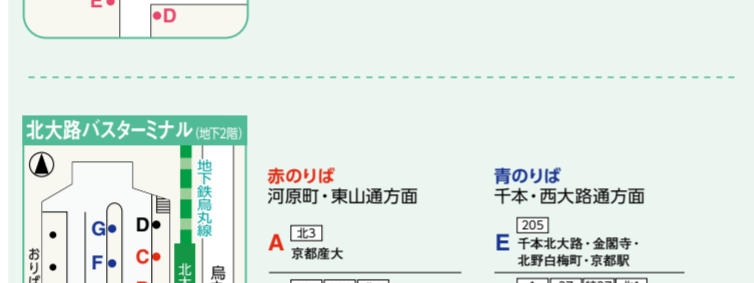 E
D
北大路バスターミナル(地下2階)
地下鉄烏丸線
G
D
F
C
おりば
北大
烏
赤のりば
河原町・東山通方面
A 北3
京都産大
青のりば
千本・西大路通方面
205
E 千本北大路・金閣寺・
北野白梅町・京都駅